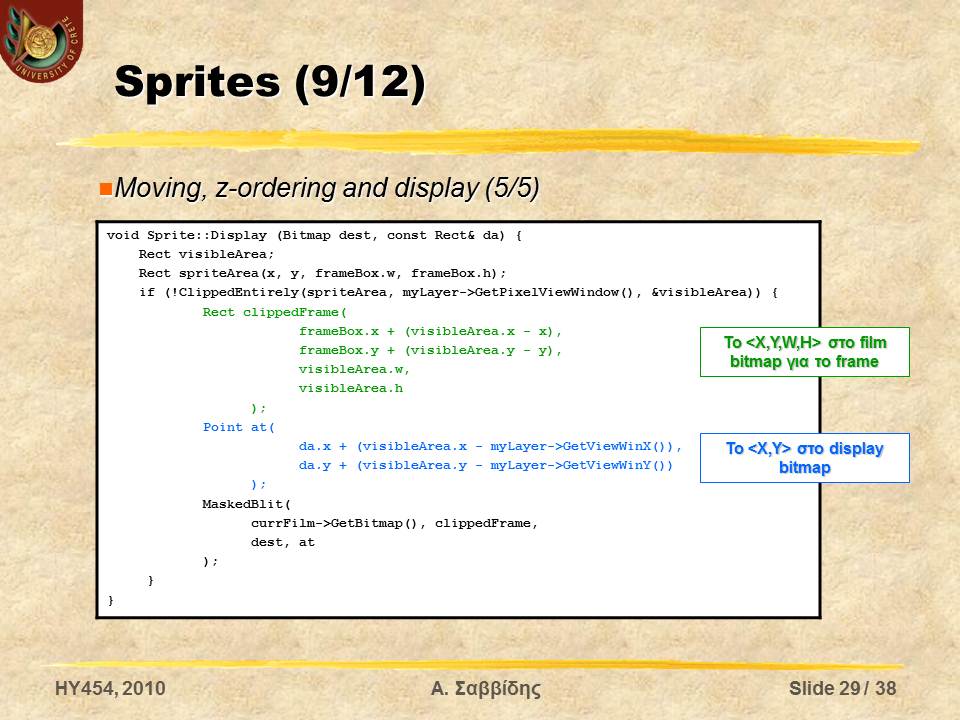 UNIVERSITY OF CRETE
Sprites (9/12)
Moving, z-ordering and display (5/5)
void Sprite::Display (Bitmap dest, const Rect& da) {
Rect visibleArea;
Rect spriteArea(x, y, frameBox.w, frameBox.h);
if (!ClippedEntirely(spriteArea, myLayer->GetPixelViewWindow(), &visibleArea)) {
Rect clippedFrame(
frameBox.x + (visibleArea.x - x),
frameBox.y + (visibleArea.y - y),
visibleArea.w,
visibleArea.h
);
Το <X,Y,W,H> στο film
bitmap για το frame
Point at(
da.x + (visibleArea.x - myLayer->GetViewWinX()),
da.y + (visibleArea.y - myLayer->GetViewWinY())
);
Το <X,Y> στο display
bitmap
MaskedBlit(
currFilm->GetBitmap(), clippedFrame,
dest, at
);
}
}
HY454, 2010
Α. Σαββίδης
Slide 29 / 38